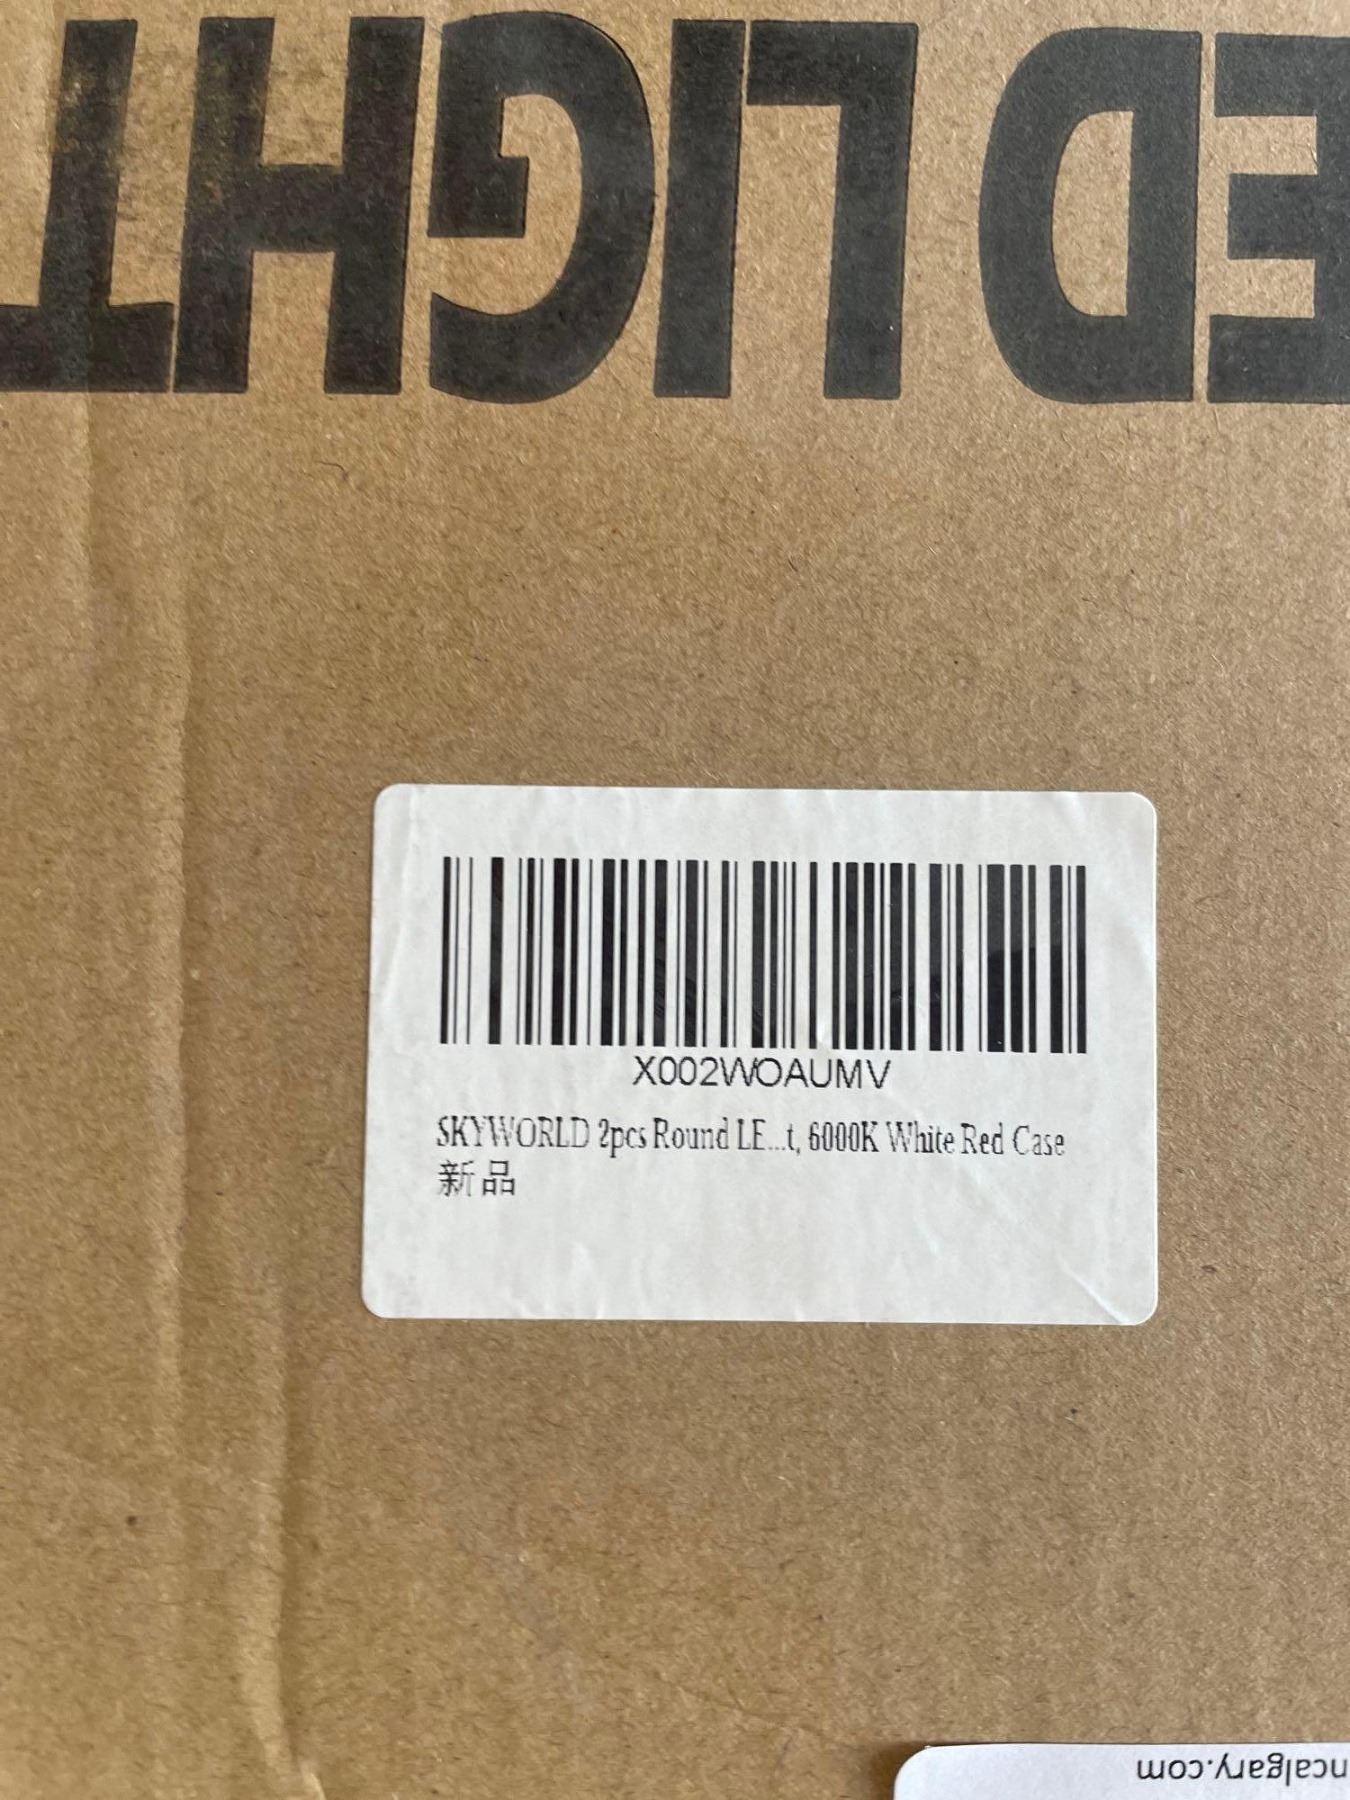 ED LIGHT
X002WOAUMV
SKYWORLD 2pcs Round LE...t, 6000K White Red Case
新品
ncalgary.com